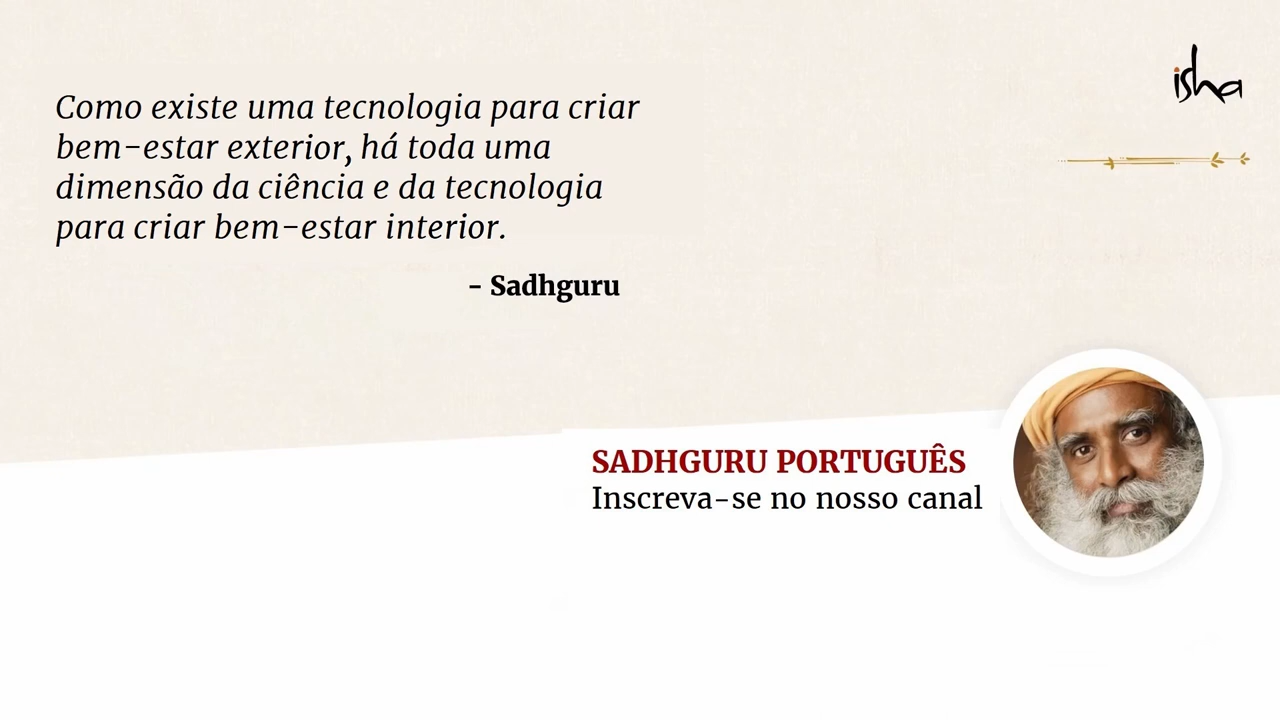 Como existe uma tecnologia para criar
bem-estar exterior, há toda uma
dimensão da ciência e da tecnologia
para criar bem-estar interior.
- Sadhguru
isha
SADHGURU PORTUGUÊS
Inscreva-se no nosso canal